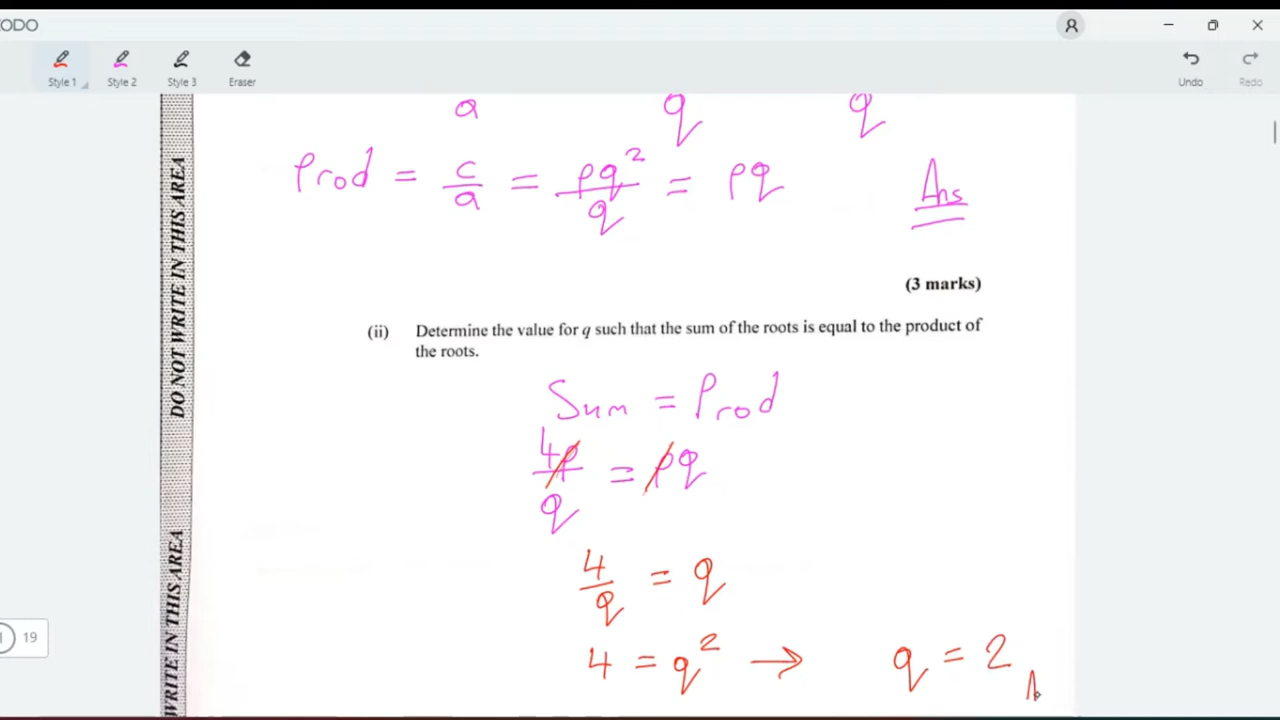 ODO
Style 1 Style 2 Style 3 Eraser Undo Redo
a q q
Prod = c/a = pq²/q = pq Ans
(3 marks)
(ii) Determine the value for q such that the sum of the roots is equal to the product of
the roots.
Sum = Prod
4p/q = pq
4/q = q
4 = q² → q = 2
19
DO NOT WRITE IN THIS AREA
WRITE IN THIS AREA